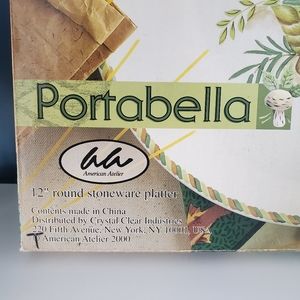 Portabella
aa
American Atelier
12" round stoneware platter
Contents made in China
Distributed by Crystal Clear Industries
220 Fifth Avenue, New York, NY 10001, USA
American Atelier 2000